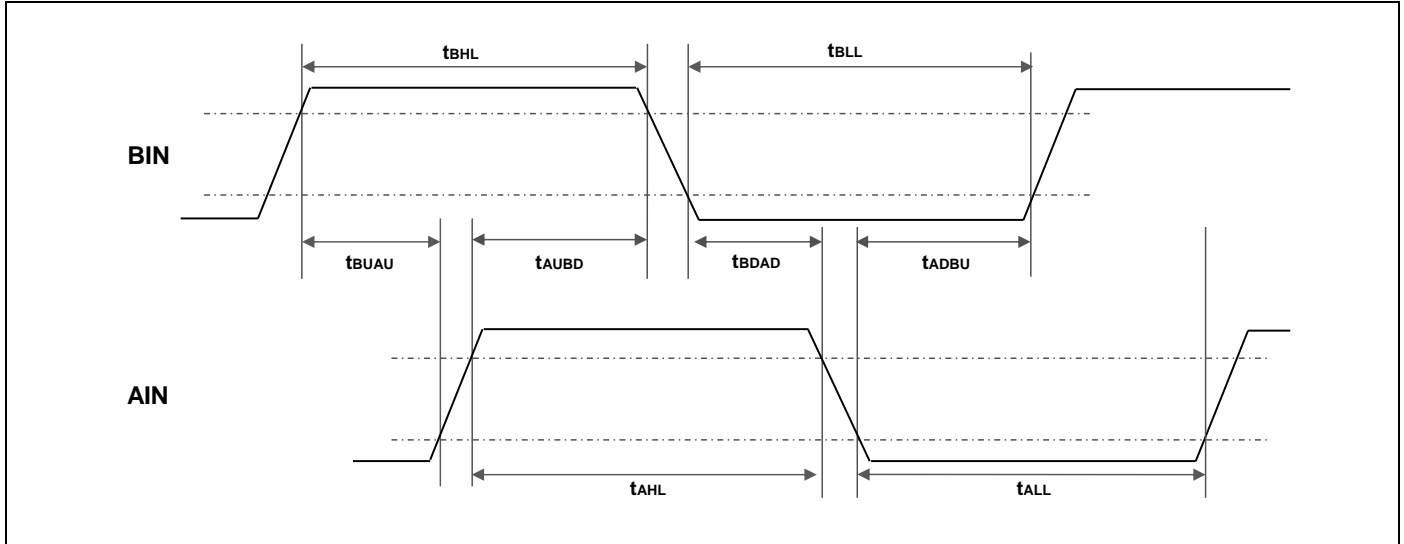 tBHL
tBLL
BIN
tBUAU
tAUBD
tBDAD
tADBU
AIN
tAHL
tALL